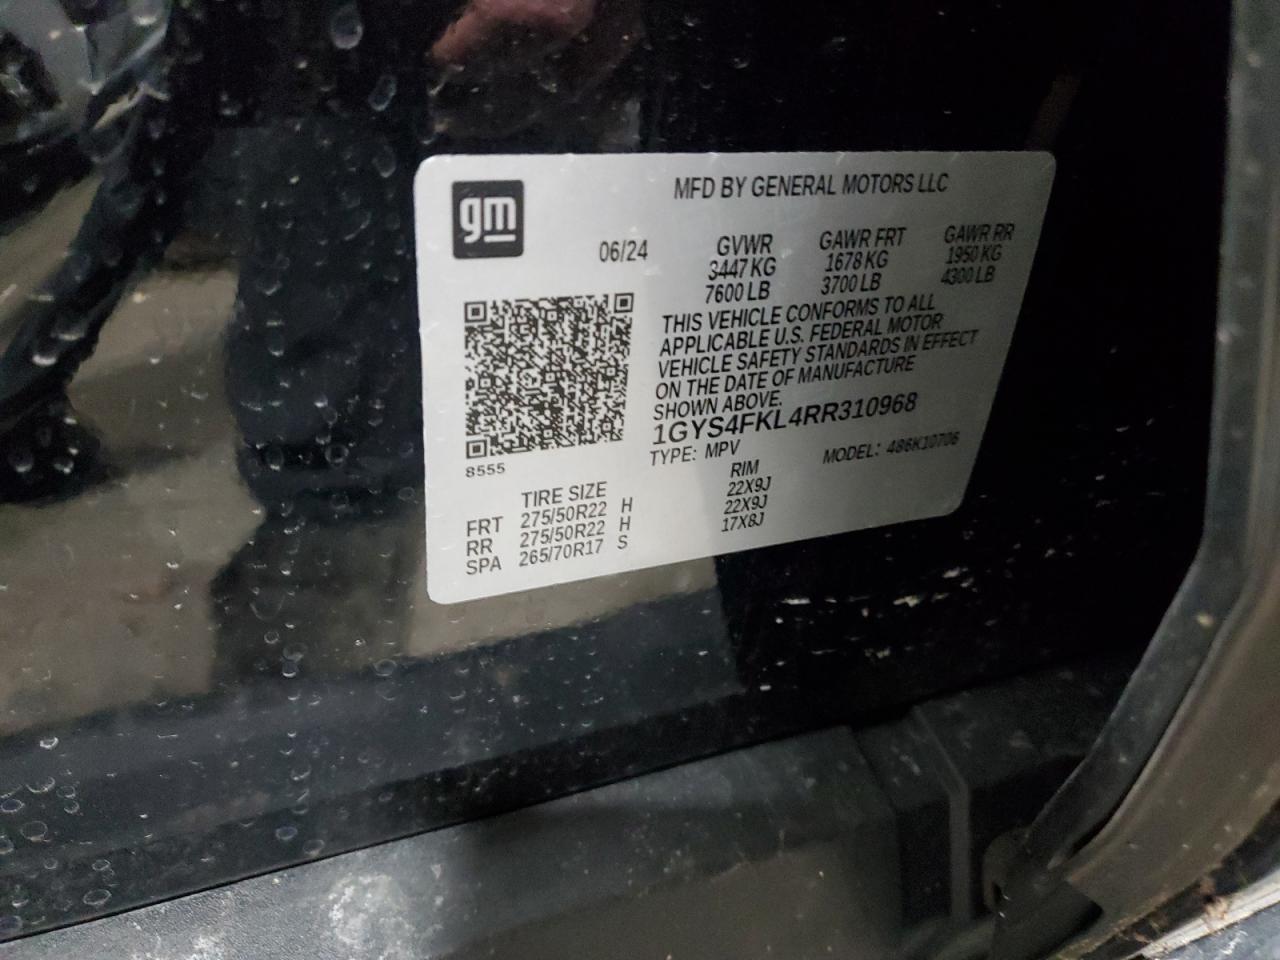 gm
MFD BY GENERAL MOTORS LLC
06/24
GVWR GAWR FRT GAWR RR
3447 KG 1678 KG 1950 KG
7600 LB 3700 LB 4300 LB
THIS VEHICLE CONFORMS TO ALL
APPLICABLE U.S. FEDERAL MOTOR
VEHICLE SAFETY STANDARDS IN EFFECT
ON THE DATE OF MANUFACTURE
SHOWN ABOVE.
1GYS4FKL4RR310968
TYPE: MPV MODEL: 486K10706
8555
TIRE SIZE RIM
FRT 275/50R22 H 22X9J
RR 275/50R22 H 22X9J
SPA 265/70R17 S 17X8J